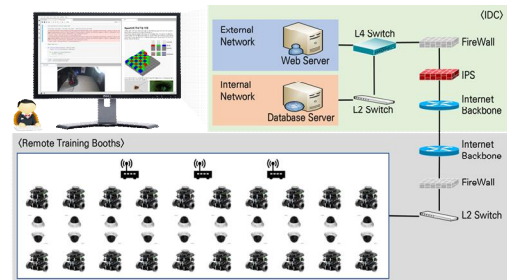 〈IDC〉
External
Network
Web Server
L4 Switch
FireWall
IPS
Internal
Network
Database Server
L2 Switch
Internet
Backbone
Internet
Backbone
FireWall
L2 Switch
〈Remote Training Booths〉